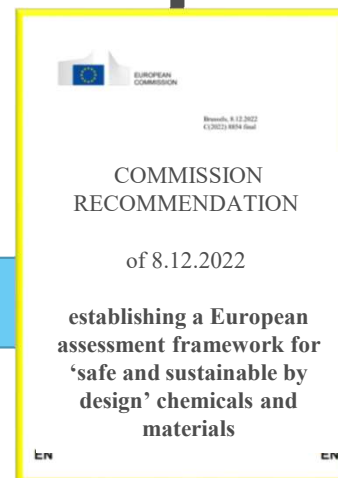 EUROPEAN
COMMISSION
Brussels, 8.12.2022
C(2022) 8854 final
COMMISSION
RECOMMENDATION
of 8.12.2022
establishing a European
assessment framework for
‘safe and sustainable by
design’ chemicals and
materials
EN EN